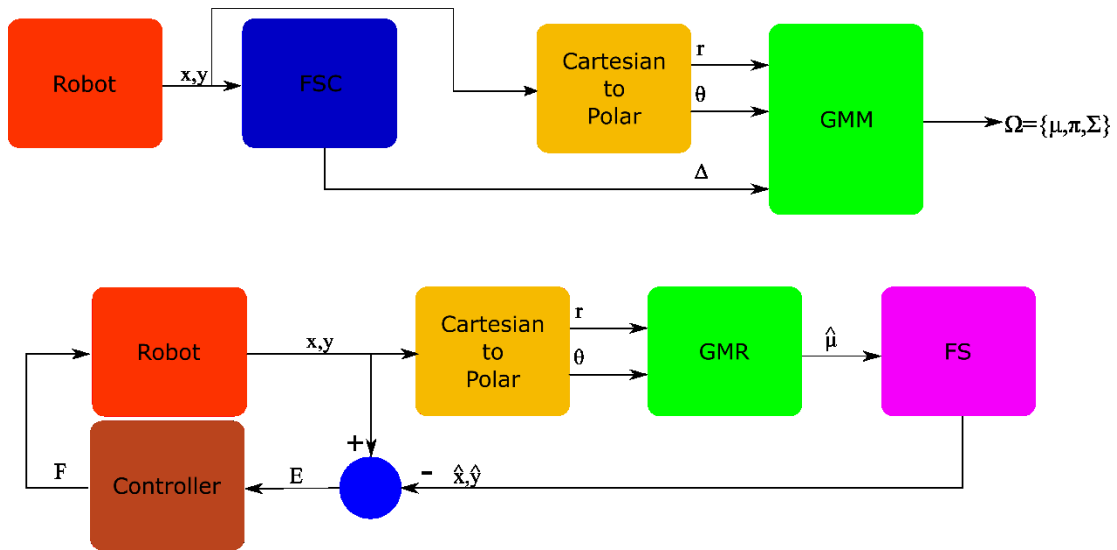 Robot
x,y
FSC
Cartesian
to
Polar
r
θ
Δ
GMM
Ω={μ,π,Σ}
Robot
x,y
Cartesian
to
Polar
r
θ
GMR
μ̂
FS
F
Controller
E
+
-
x̂,ŷ